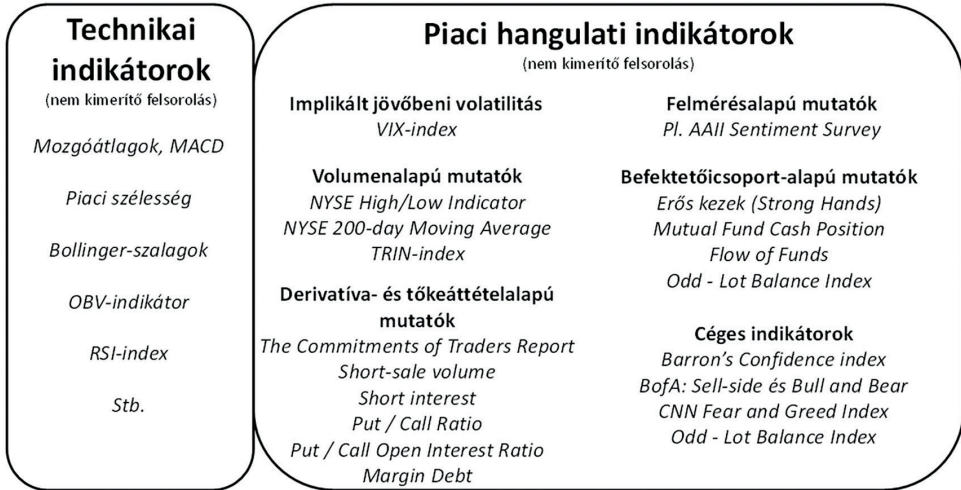 Technikai
indikátorok
(nem kimerítő felsorolás)
Mozgóátlagok, MACD
Piaci szélesség
Bollinger-szalagok
OBV-indikátor
RSI-index
Stb.
Piaci hangulati indikátorok
(nem kimerítő felsorolás)
Implikált jövőbeni volatilitás
VIX-index
Volumenalapú mutatók
NYSE High/Low Indicator
NYSE 200-day Moving Average
TRIN-index
Derivatíva- és tőkeáttételalapú
mutatók
The Commitments of Traders Report
Short-sale volume
Short interest
Put / Call Ratio
Put / Call Open Interest Ratio
Margin Debt
Felmérésalapú mutatók
Pl. AAII Sentiment Survey
Befektetőicsoport-alapú mutatók
Erős kezek (Strong Hands)
Mutual Fund Cash Position
Flow of Funds
Odd - Lot Balance Index
Céges indikátorok
Barron’s Confidence index
BofA: Sell-side és Bull and Bear
CNN Fear and Greed Index
Odd - Lot Balance Index